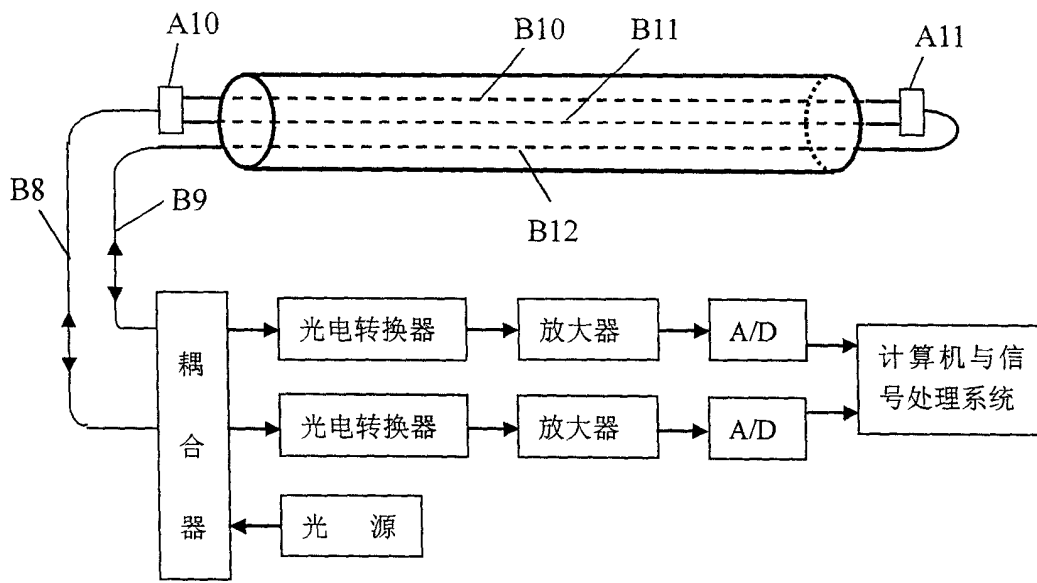 A10
B10
B11
A11
B8
B9
B12
耦
合
器
光电转换器
放大器
A/D
光电转换器
放大器
A/D
计算机与信
号处理系统
光 源